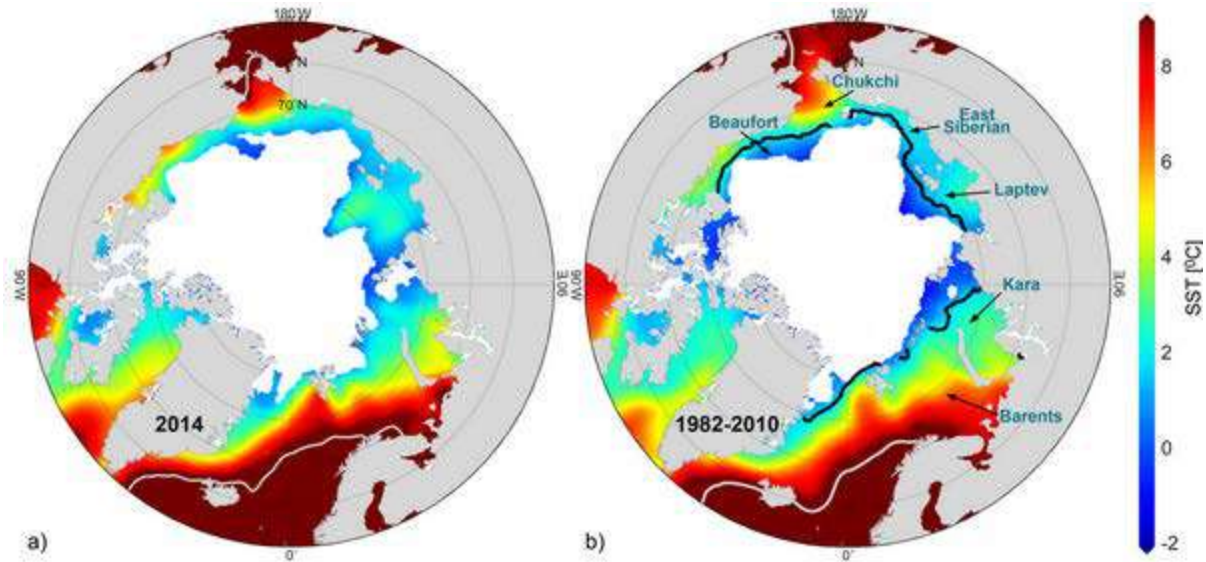 180°W
N
70°N
90°W
90°E
2014
0°
a)
180°W
N
Chukchi
Beaufort
East
Siberian
Laptev
90°W
90°E
Kara
Barents
1982-2010
0°
b)
8
6
4
2
0
-2
SST [⁰C]